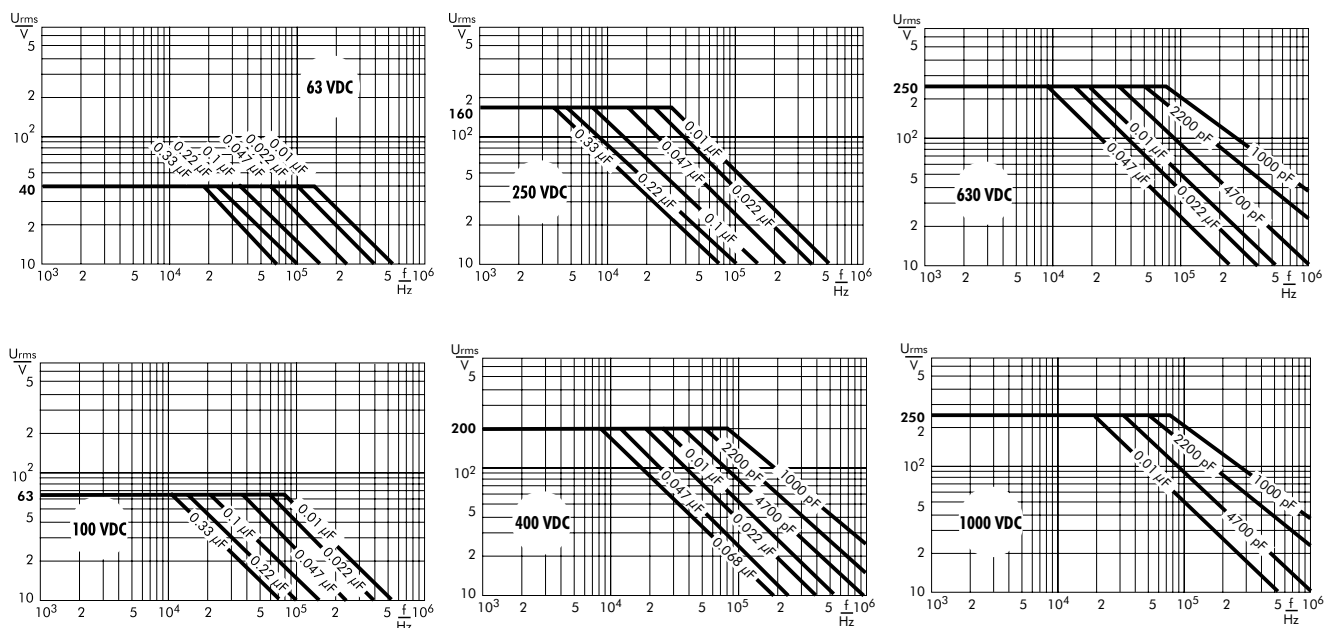 Urms
V
5
2
10²
40
2
10
63 VDC
0.33 µF
0.22 µF
0.1 µF
0.047 µF
0.022 µF
0.01 µF
10³ 2 5 10⁴ 2 5 10⁵ 2 5 f 10⁶
Hz
Urms
V
5
2
160
10²
5
2
10
250 VDC
0.33 µF
0.22 µF
0.1 µF
0.047 µF
0.022 µF
0.01 µF
10³ 2 5 10⁴ 2 5 10⁵ 2 5 f 10⁶
Hz
Urms
V
5
250
2
10²
5
2
10
630 VDC
0.047 µF
0.022 µF
0.01 µF
4700 pF
2200 pF
1000 pF
10³ 2 5 10⁴ 2 5 10⁵ 2 5 f 10⁶
Hz
Urms
V
5
2
10²
63
5
2
10
100 VDC
0.33 µF
0.22 µF
0.1 µF
0.047 µF
0.022 µF
0.01 µF
10³ 2 5 10⁴ 2 5 10⁵ 2 5 f 10⁶
Hz
Urms
V
5
200
10²
5
2
10
400 VDC
0.068 µF
0.047 µF
0.022 µF
0.01 µF
4700 pF
2200 pF
1000 pF
10³ 2 5 10⁴ 2 5 10⁵ 2 5 f 10⁶
Hz
Urms
V
5
250
2
10²
5
2
10
1000 VDC
0.01 µF
4700 pF
2200 pF
1000 pF
10³ 2 5 10⁴ 2 5 10⁵ 2 5 f 10⁶
Hz